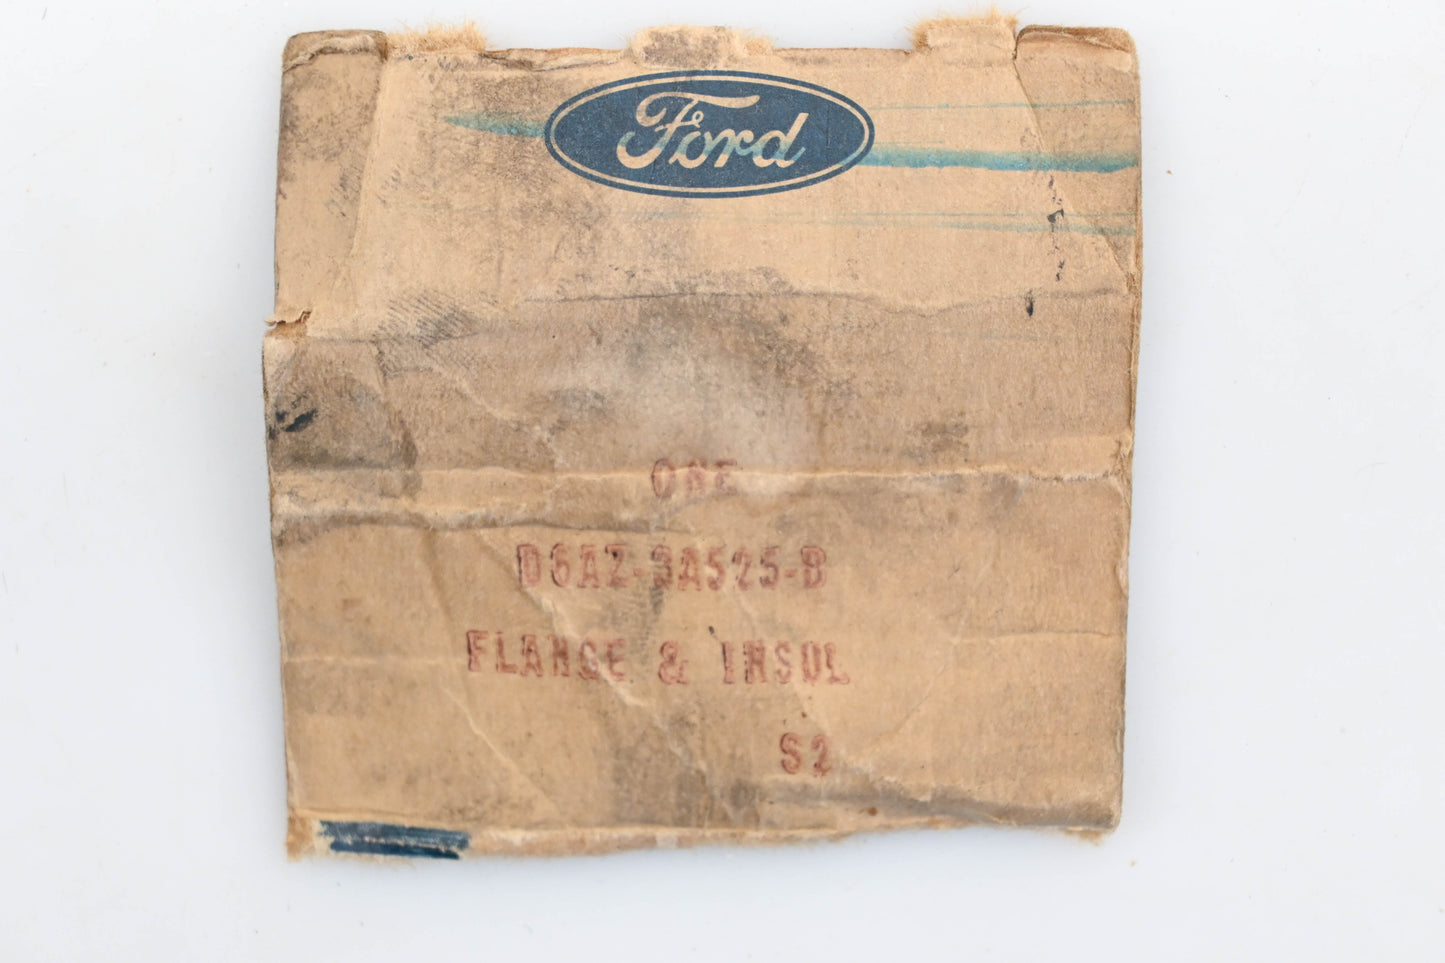 Ford
ONE
D6AZ-3A525-B
FLANGE & INSUL
S2